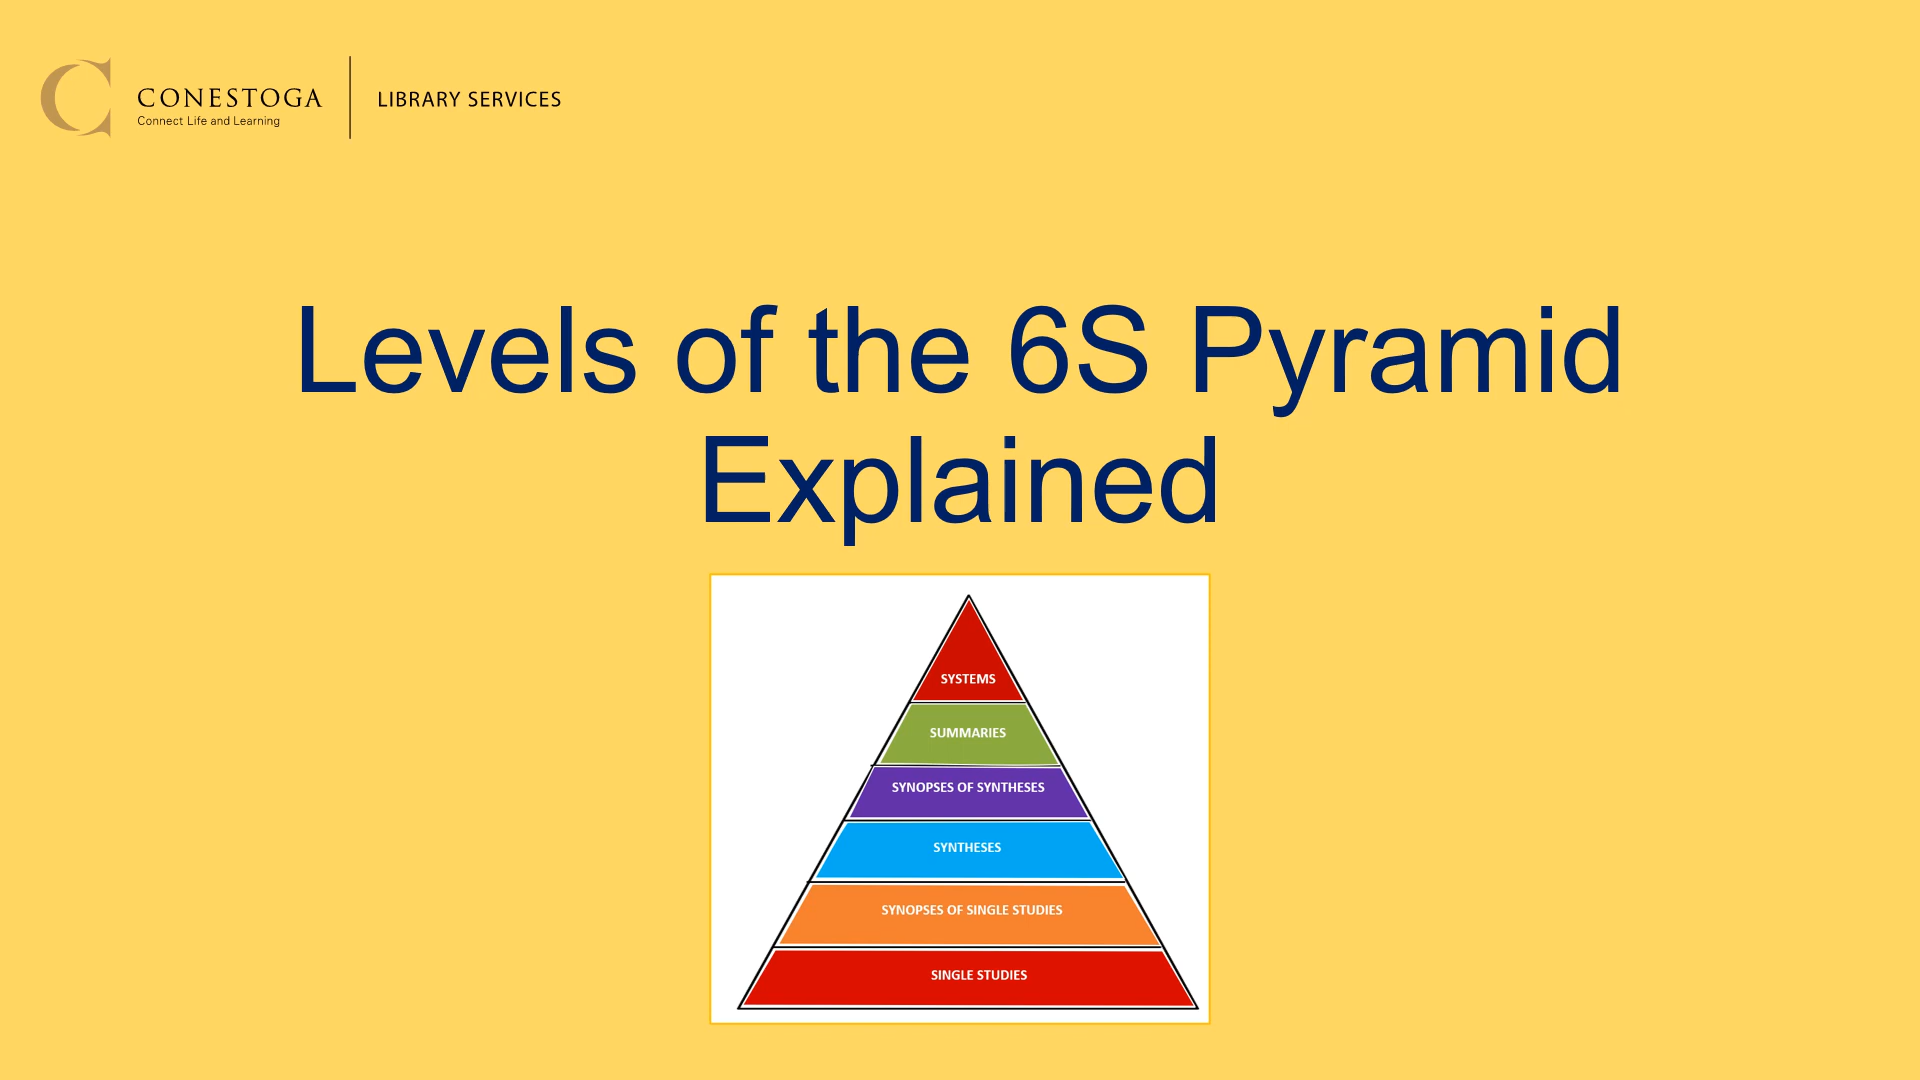 CONESTOGA
Connect Life and Learning
LIBRARY SERVICES
Levels of the 6S Pyramid
Explained
SYSTEMS
SUMMARIES
SYNOPSES OF SYNTHESES
SYNTHESES
SYNOPSES OF SINGLE STUDIES
SINGLE STUDIES